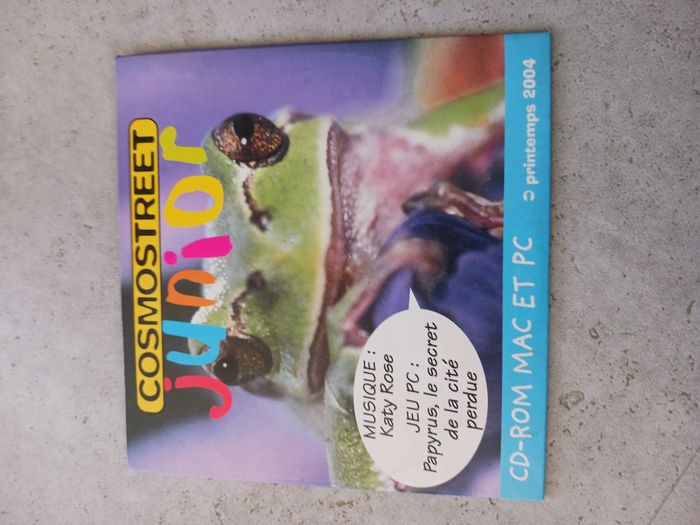 COSMOSTREET
junior
MUSIQUE :
Katy Rose
JEU PC :
Papyrus, le secret
de la cité
perdue
CD-ROM MAC ET PC
printemps 2004